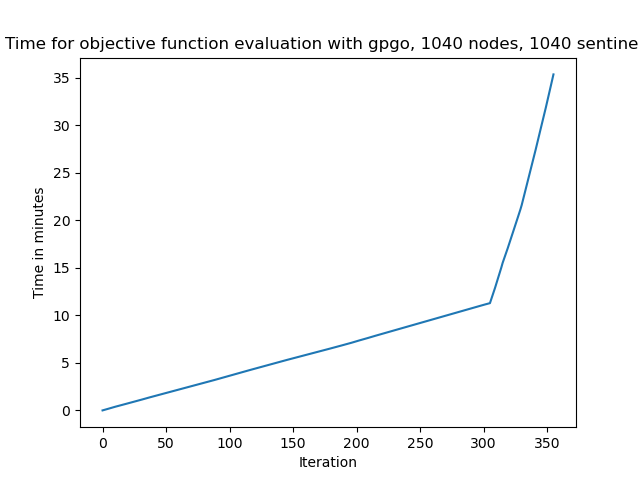 Time for objective function evaluation with gpgo, 1040 nodes, 1040 sentine
35
30
25
20
15
10
5
0
Time in minutes
0 50 100 150 200 250 300 350
Iteration